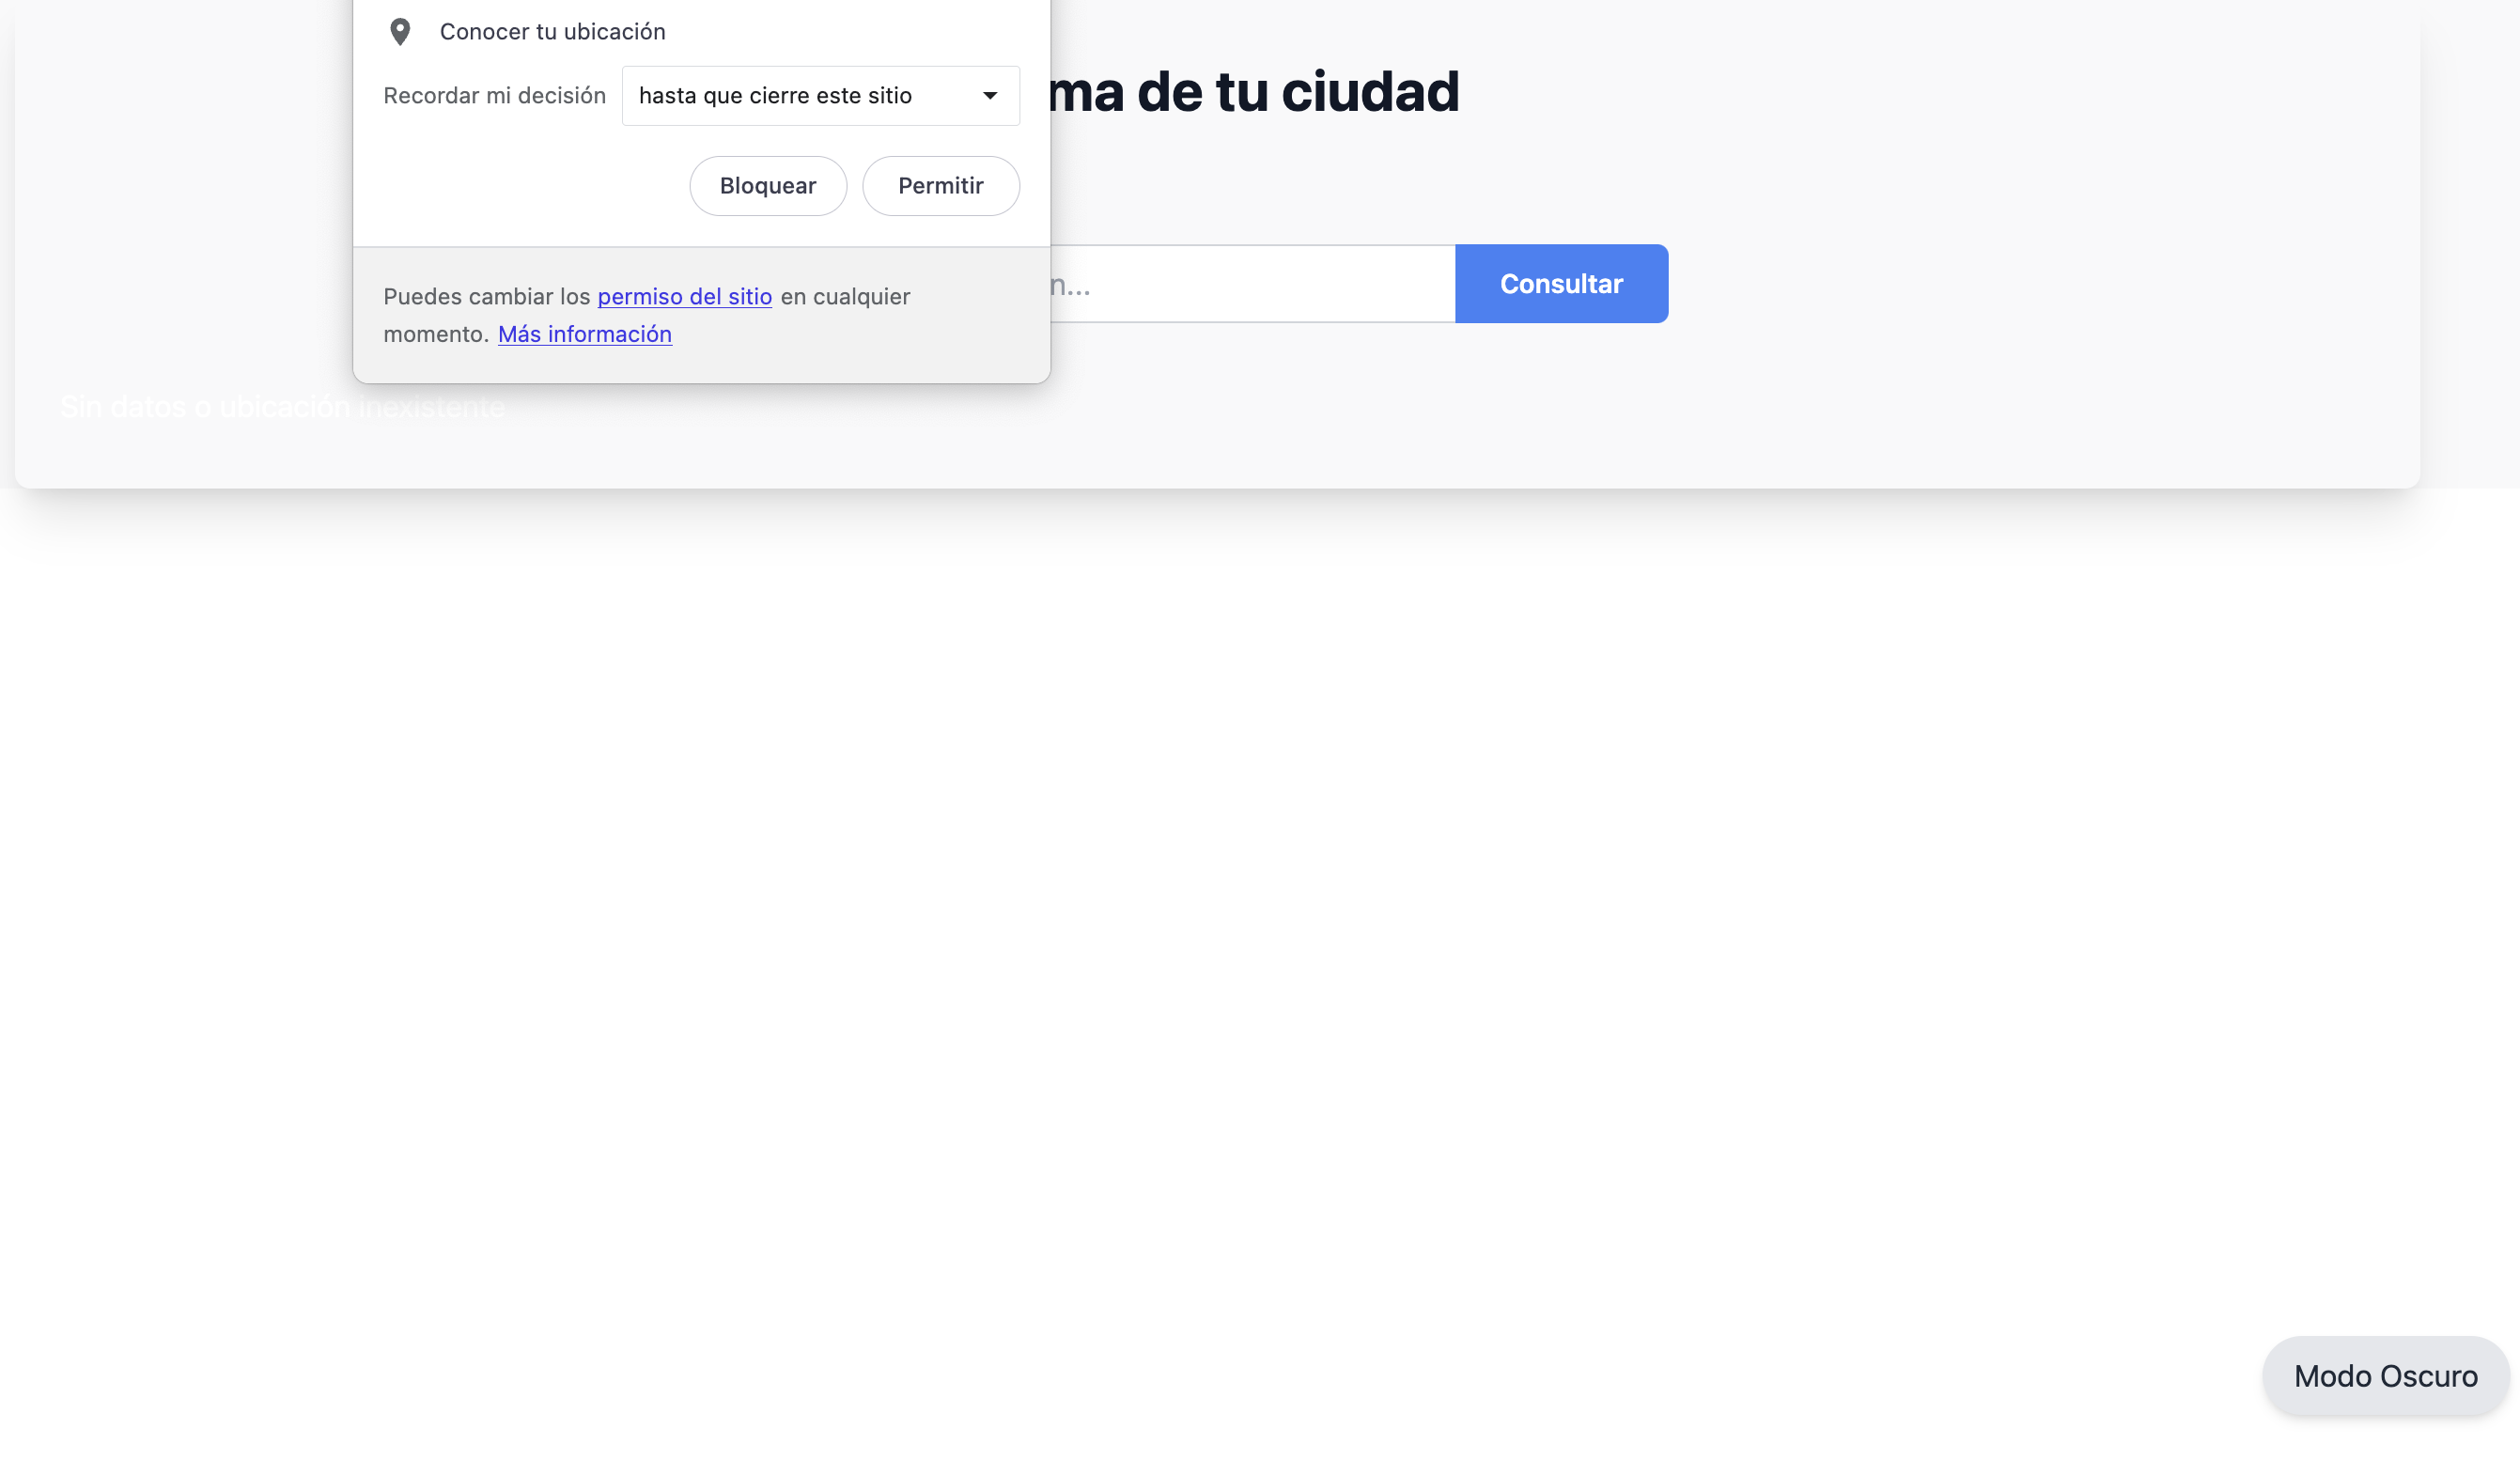 Conocer tu ubicación
Recordar mi decisión hasta que cierre este sitio
ma de tu ciudad
Bloquear Permitir
n... Consultar
Puedes cambiar los permiso del sitio en cualquier
momento. Más información
Sin datos o ubicación inexistente
Modo Oscuro